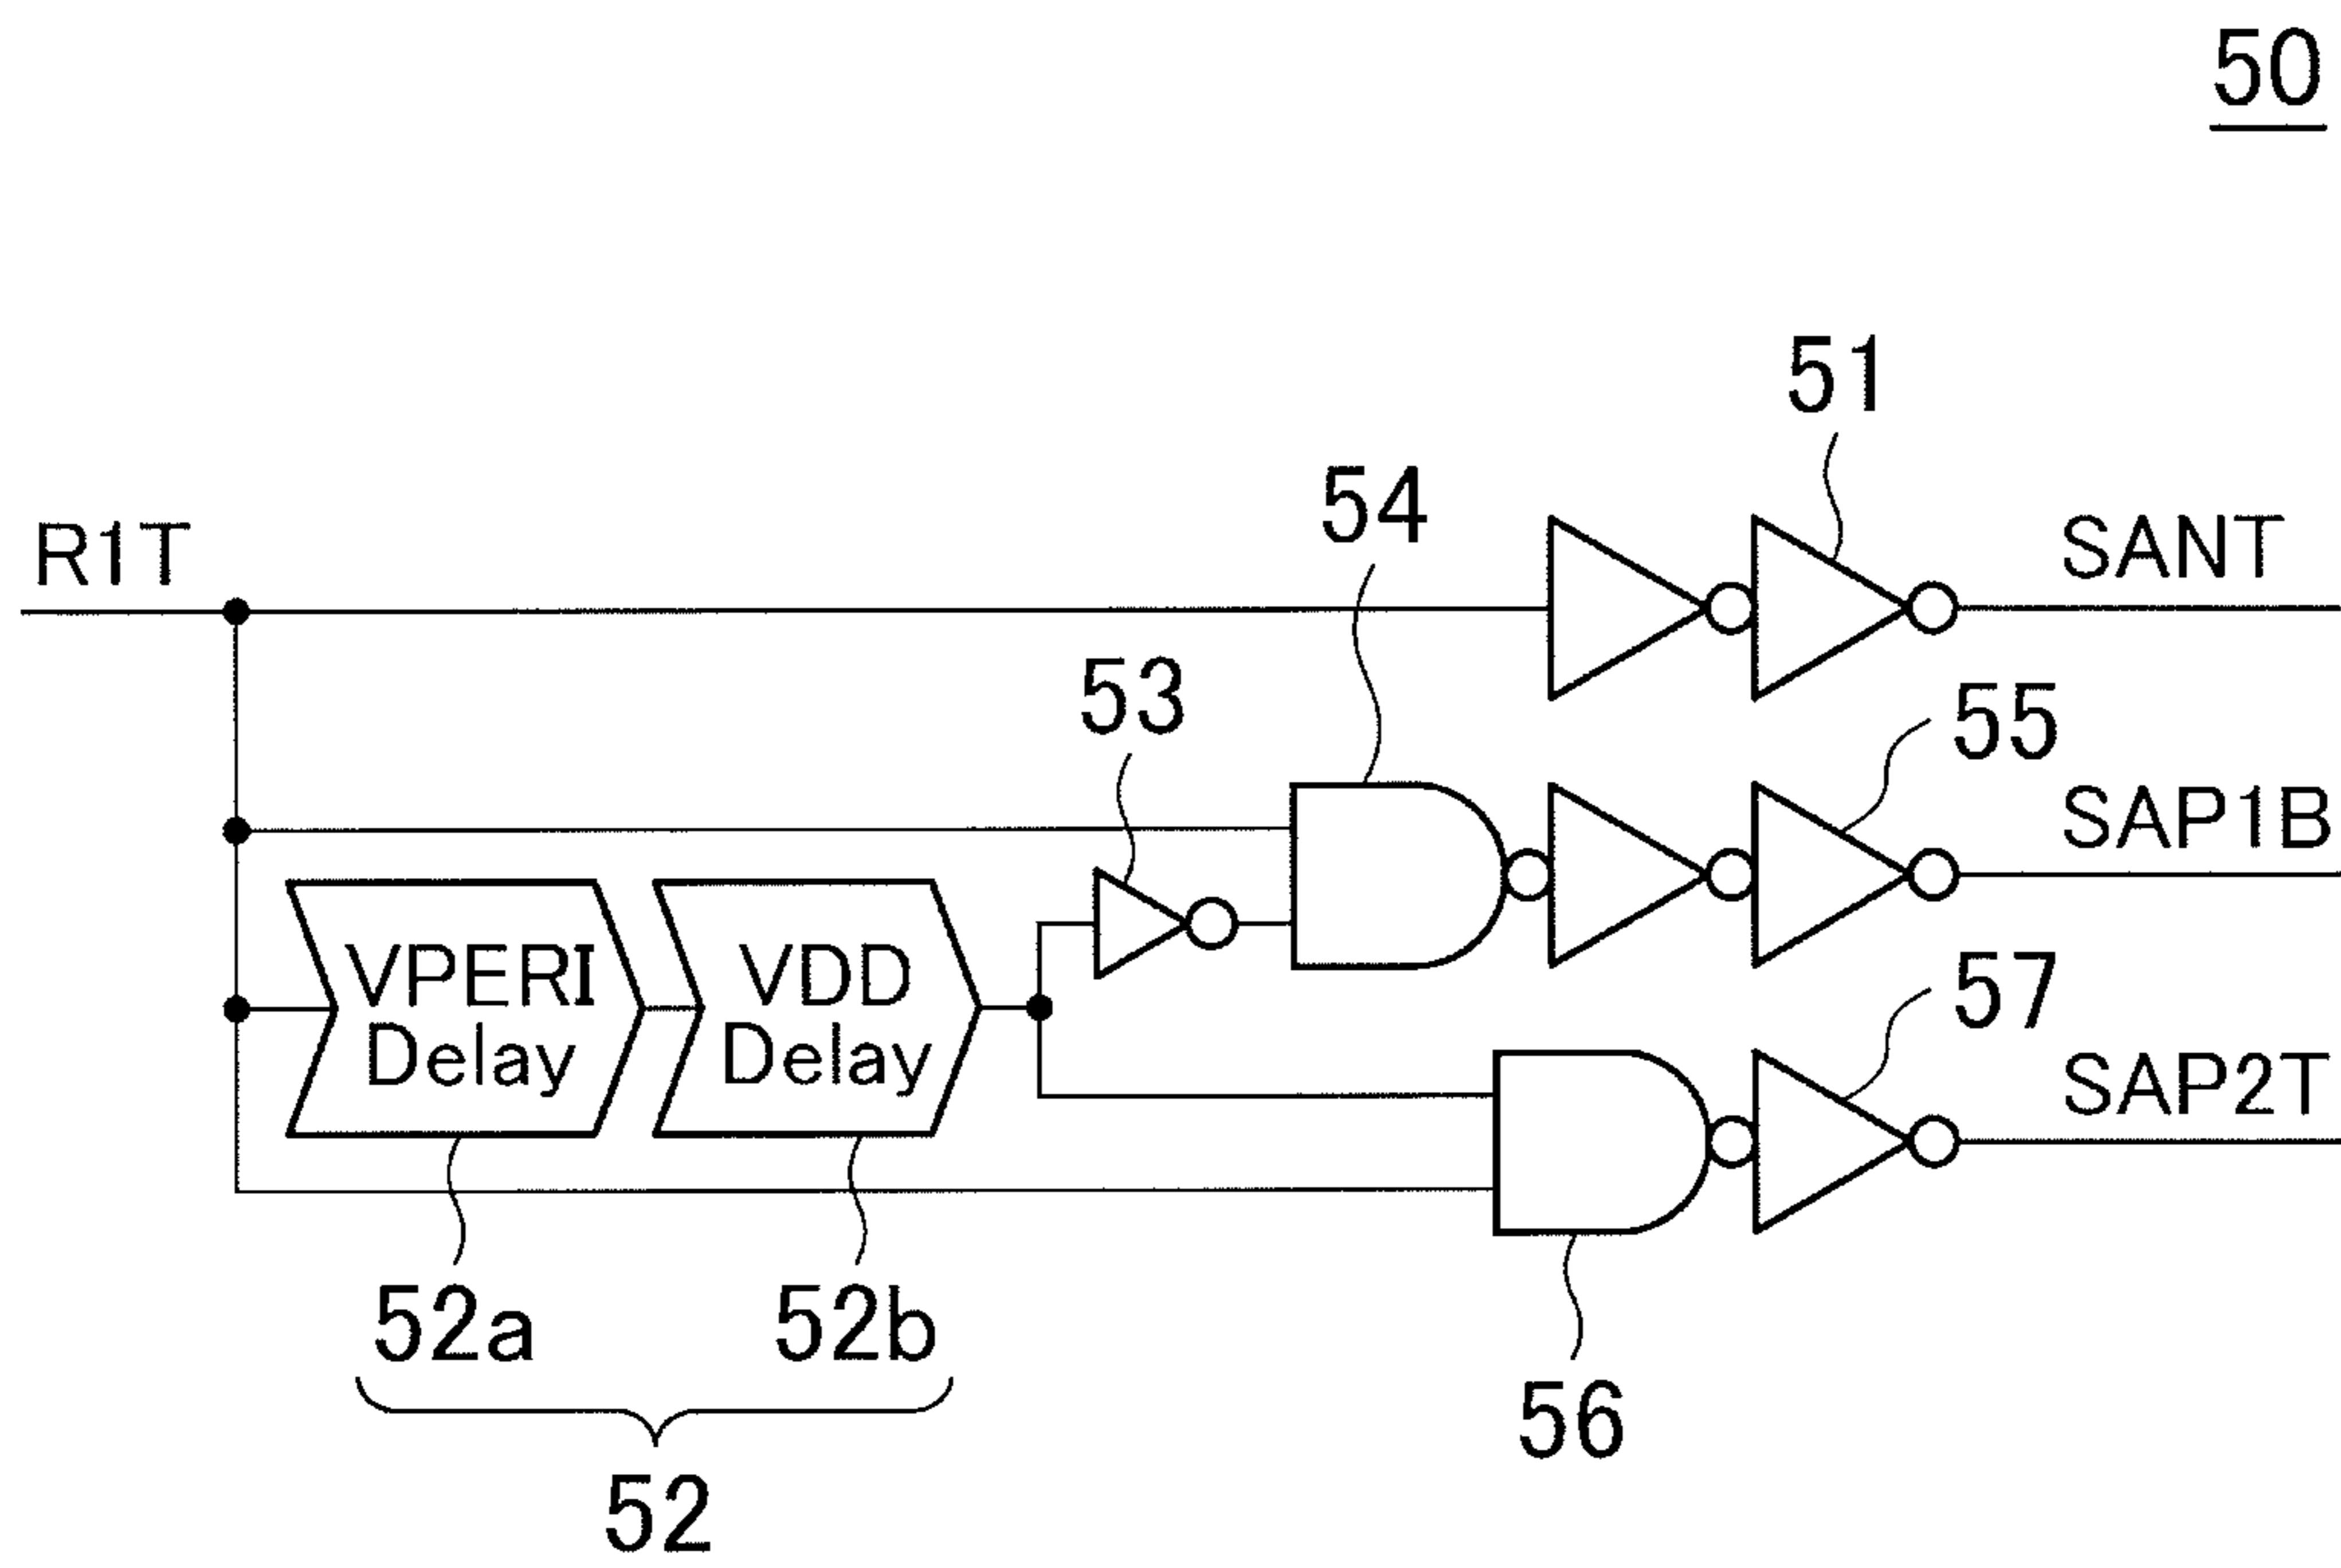 50
51
54
R1T
SANT
53
55
SAP1B
VPERI
Delay
VDD
Delay
57
SAP2T
52a
52b
56
52